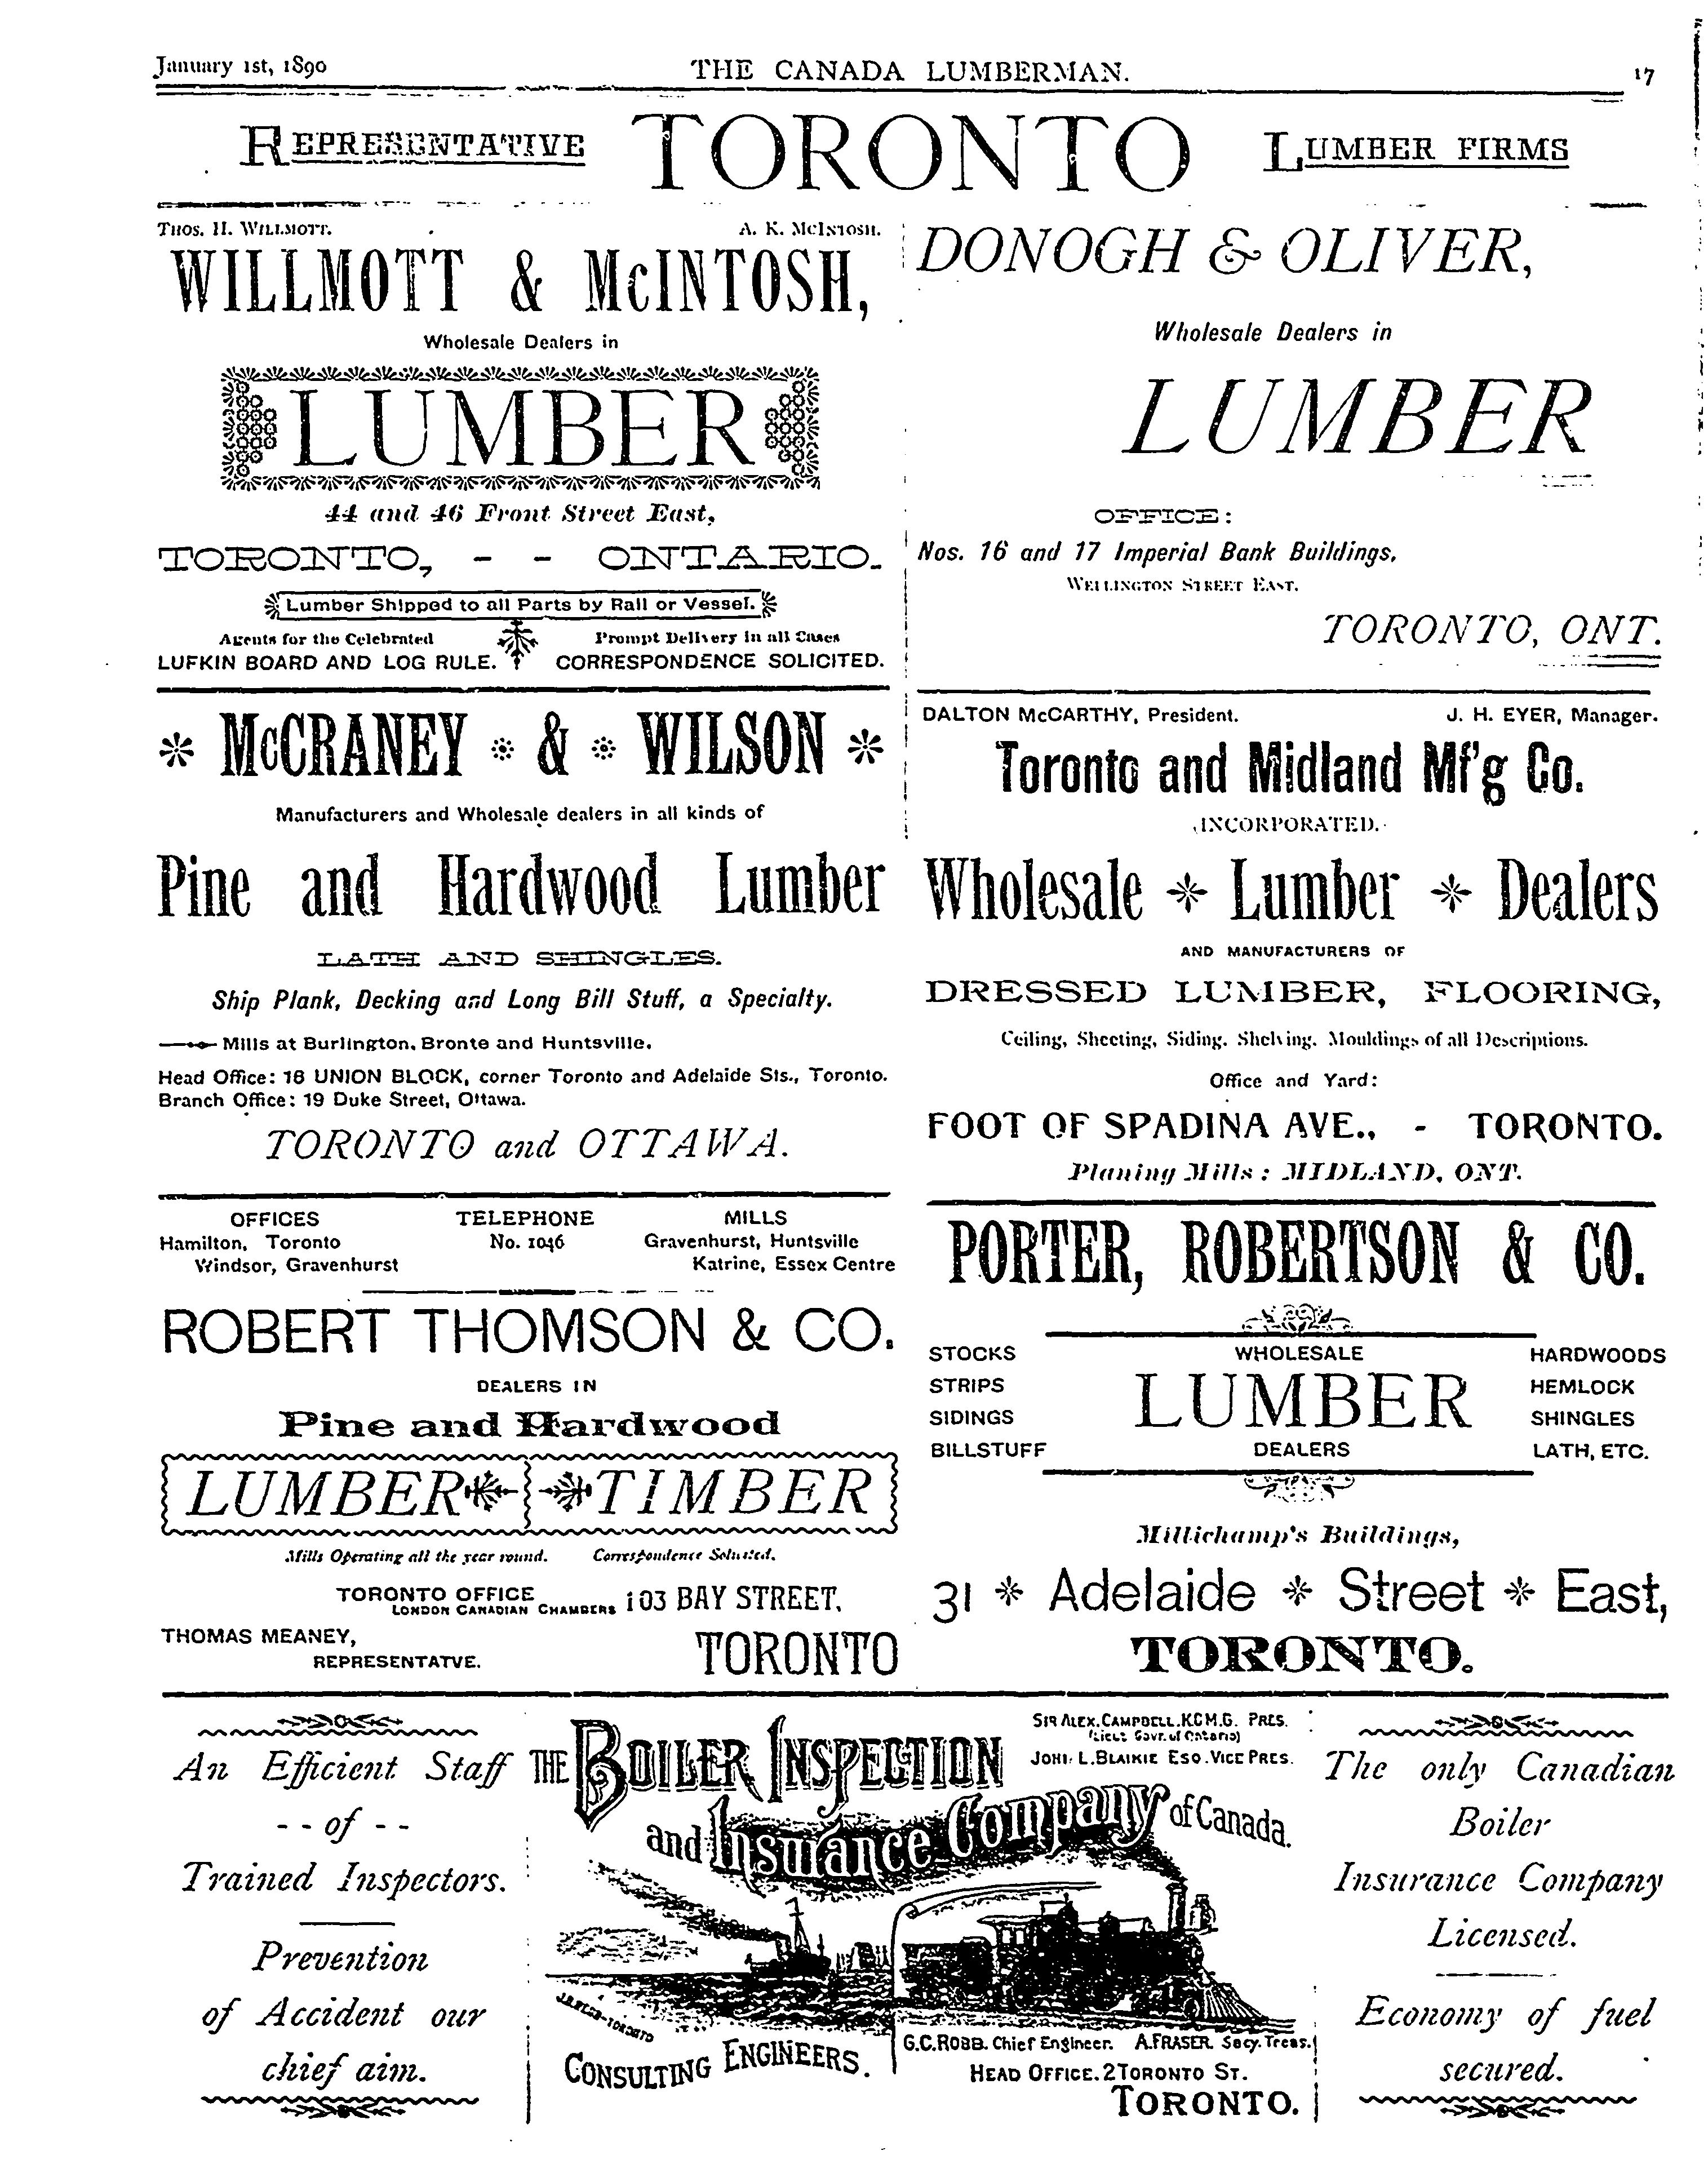 January 1st, 1890
THE CANADA LUMBERMAN.
17
REPRESENTATIVE TORONTO LUMBER FIRMS
THOS. H. WILLMOTT.
A. K. MCINTOSH.
WILLMOTT & McINTOSH,
Wholesale Dealers in
LUMBER
44 and 46 Front Street East,
TORONTO, - - ONTARIO.
Lumber Shipped to all Parts by Rail or Vessel.
Agents for the Celebrated
LUFKIN BOARD AND LOG RULE.
Prompt Delivery in all Cases
CORRESPONDENCE SOLICITED.
DONOGH & OLIVER,
Wholesale Dealers in
LUMBER
OFFICE:
Nos. 16 and 17 Imperial Bank Buildings,
WELLINGTON STREET EAST.
TORONTO, ONT.
McCRANEY & WILSON
Manufacturers and Wholesale dealers in all kinds of
Pine and Hardwood Lumber
LATH AND SHINGLES.
Ship Plank, Decking and Long Bill Stuff, a Specialty.
Mills at Burlington, Bronte and Huntsville.
Head Office: 18 UNION BLOCK, corner Toronto and Adelaide Sts., Toronto.
Branch Office: 19 Duke Street, Ottawa.
TORONTO and OTTAWA.
DALTON McCARTHY, President.
J. H. EYER, Manager.
Toronto and Midland Mf'g Co.
INCORPORATED.
Wholesale Lumber Dealers
AND MANUFACTURERS OF
DRESSED LUMBER, FLOORING,
Ceiling, Sheeting, Siding, Shelving, Mouldings of all Descriptions.
Office and Yard:
FOOT OF SPADINA AVE., - TORONTO.
Planing Mills: MIDLAND, ONT.
OFFICES
Hamilton, Toronto
Windsor, Gravenhurst
TELEPHONE
No. 1046
MILLS
Gravenhurst, Huntsville
Katrine, Essex Centre
ROBERT THOMSON & CO.
DEALERS IN
Pine and Hardwood
LUMBER TIMBER
Mills Operating all the year round. Correspondence Solicited.
TORONTO OFFICE
LONDON CANADIAN CHAMBERS 103 BAY STREET,
THOMAS MEANEY,
REPRESENTATVE.
TORONTO
PORTER, ROBERTSON & CO.
STOCKS
STRIPS
SIDINGS
BILLSTUFF
WHOLESALE
LUMBER
DEALERS
HARDWOODS
HEMLOCK
SHINGLES
LATH, ETC.
Millichamp's Buildings,
31 Adelaide Street East,
TORONTO.
An Efficient Staff
- - of - -
Trained Inspectors.
Prevention
of Accident our
chief aim.
THE BOILER INSPECTION
and Insurance Company of Canada.
SIR ALEX. CAMPBELL. K.C.M.G. PRES.
(Lieut. Govr. of Ontario)
JOHN L. BLAIKIE ESQ. VICE PRES.
J.B. WEBB-TORONTO
CONSULTING ENGINEERS.
G.C. ROBB. Chief Engineer. A. FRASER. Secy. Treas.
HEAD OFFICE. 2 TORONTO ST.
TORONTO.
The only Canadian
Boiler
Insurance Company
Licensed.
Economy of fuel
secured.